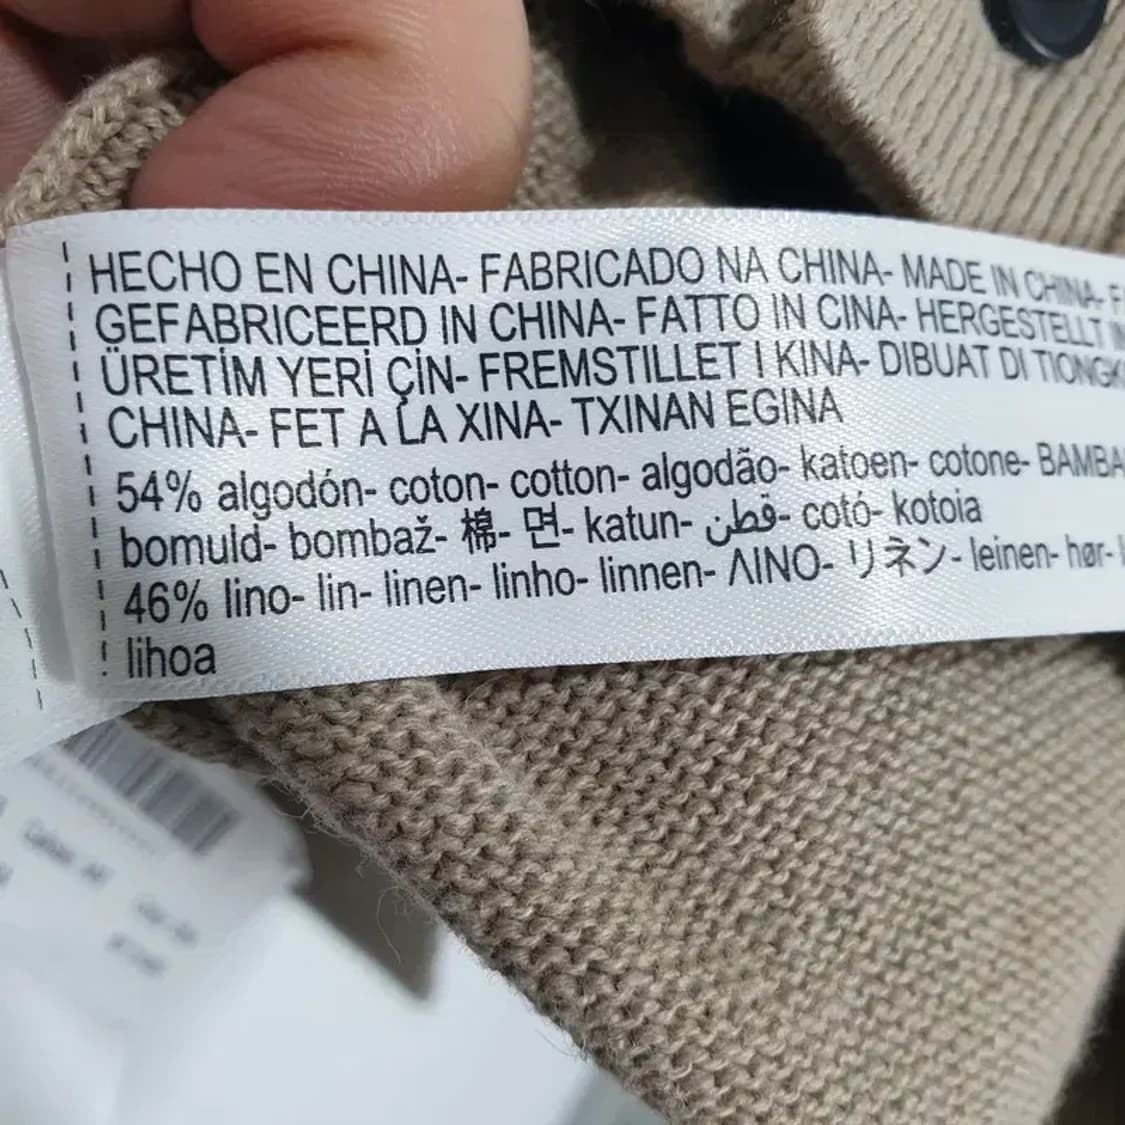 HECHO EN CHINA- FABRICADO NA CHINA- MADE IN CHINA- F
GEFABRICEERD IN CHINA- FATTO IN CINA- HERGESTELLT IN
ÜRETİM YERİ ÇİN- FREMSTILLET I KINA- DIBUAT DI TIONGK
CHINA- FET A LA XINA- TXINAN EGINA
54% algodón- coton- cotton- algodão- katoen- cotone- BAMBA
bomuld- bombaž- 棉- 면- katun- قطن- cotó- kotoia
46% lino- lin- linen- linho- linnen- ΛΙΝΟ- リネン- leinen- hør-
lihoa